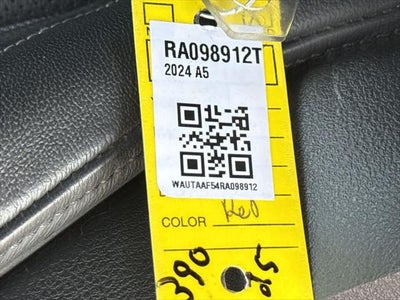 RA098912T
2024 A5
WAUTAAF54RA098912
COLOR Red
390